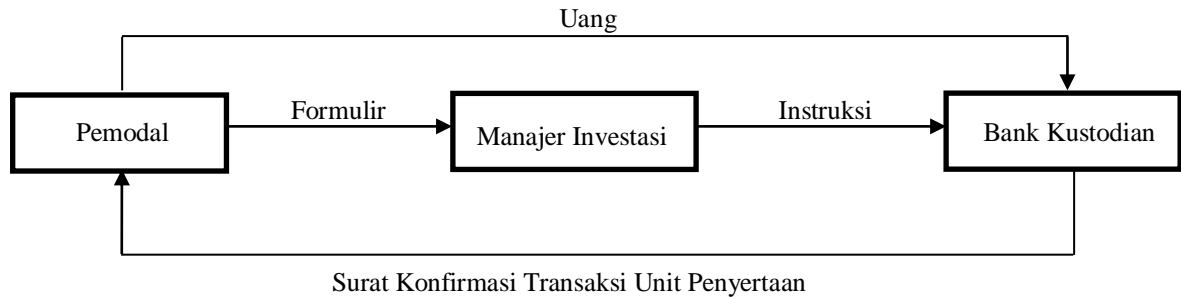 Uang
Formulir
Instruksi
Pemodal
Manajer Investasi
Bank Kustodian
Surat Konfirmasi Transaksi Unit Penyertaan